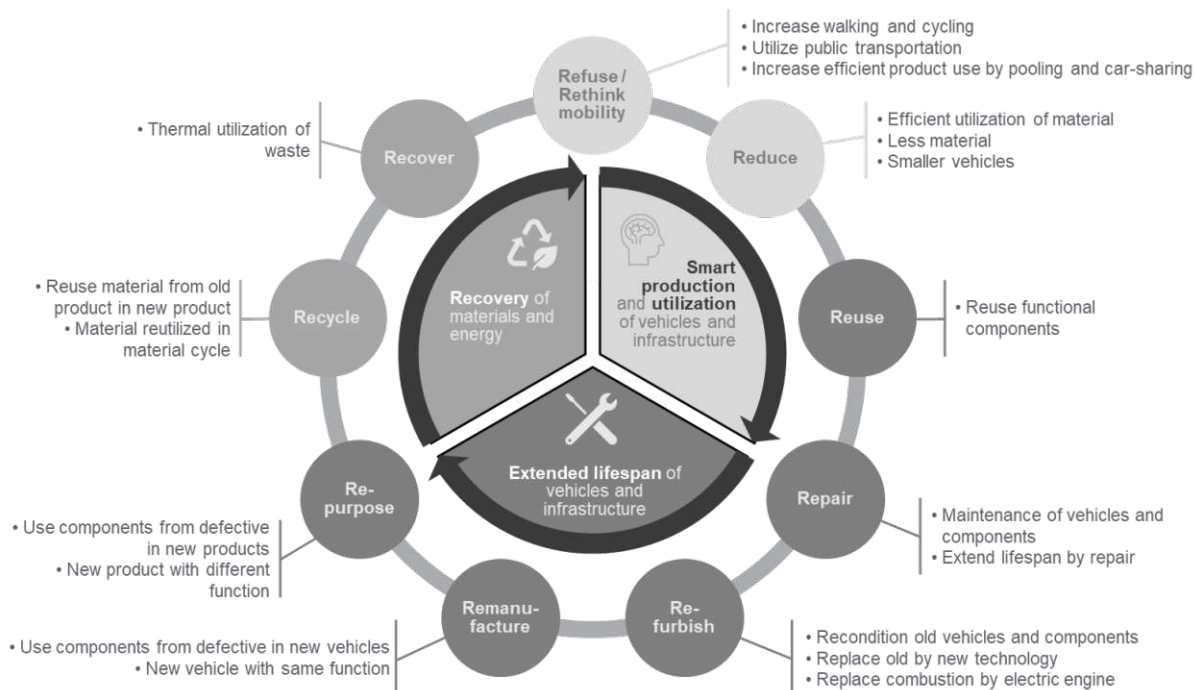 Refuse /
Rethink
mobility
• Increase walking and cycling
• Utilize public transportation
• Increase efficient product use by pooling and car-sharing
Reduce
• Efficient utilization of material
• Less material
• Smaller vehicles
Reuse
• Reuse functional
components
Repair
• Maintenance of vehicles and
components
• Extend lifespan by repair
Re-
furbish
• Recondition old vehicles and components
• Replace old by new technology
• Replace combustion by electric engine
Remanu-
facture
• Use components from defective in new vehicles
• New vehicle with same function
Re-
purpose
• Use components from defective
in new products
• New product with different
function
Recycle
• Reuse material from old
product in new product
• Material reutilized in
material cycle
Recover
• Thermal utilization of
waste
Smart
production
and utilization
of vehicles and
infrastructure
Extended lifespan of
vehicles and
infrastructure
Recovery of
materials and
energy